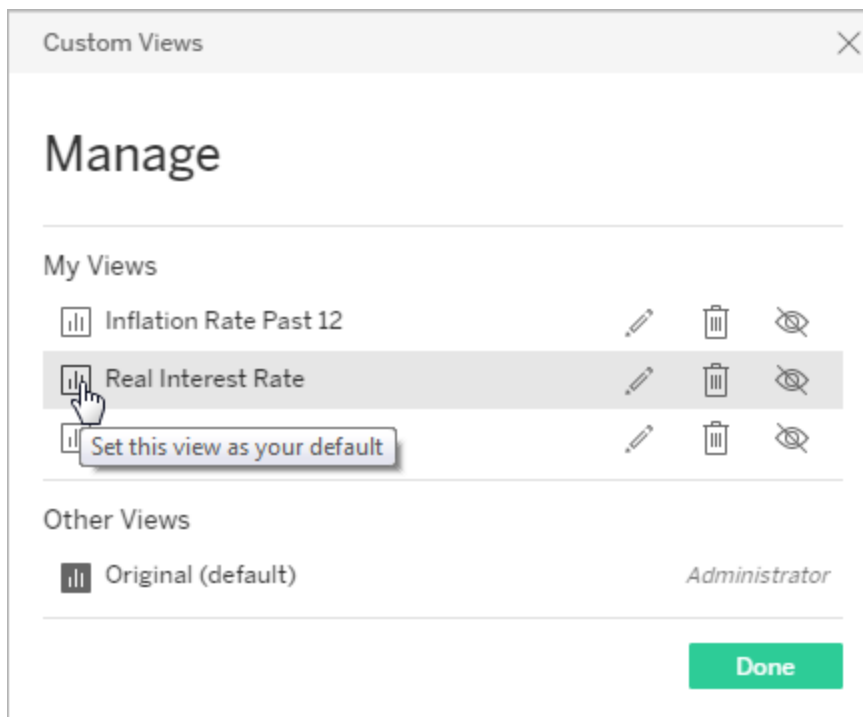 Custom Views
Manage
My Views
Inflation Rate Past 12
Real Interest Rate
Set this view as your default
Other Views
Original (default)
Administrator
Done